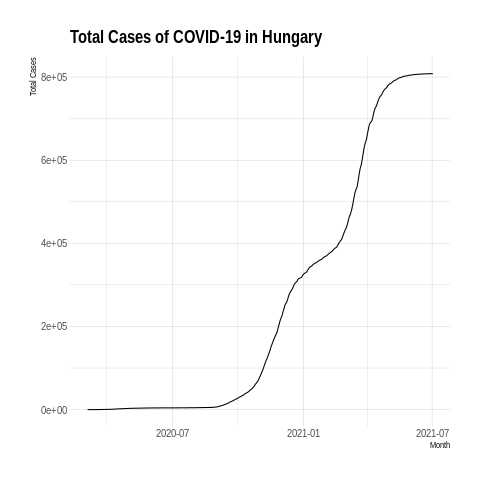 Total Cases of COVID-19 in Hungary
Total Cases
8e+05
6e+05
4e+05
2e+05
0e+00
2020-07 2021-01 2021-07
Month